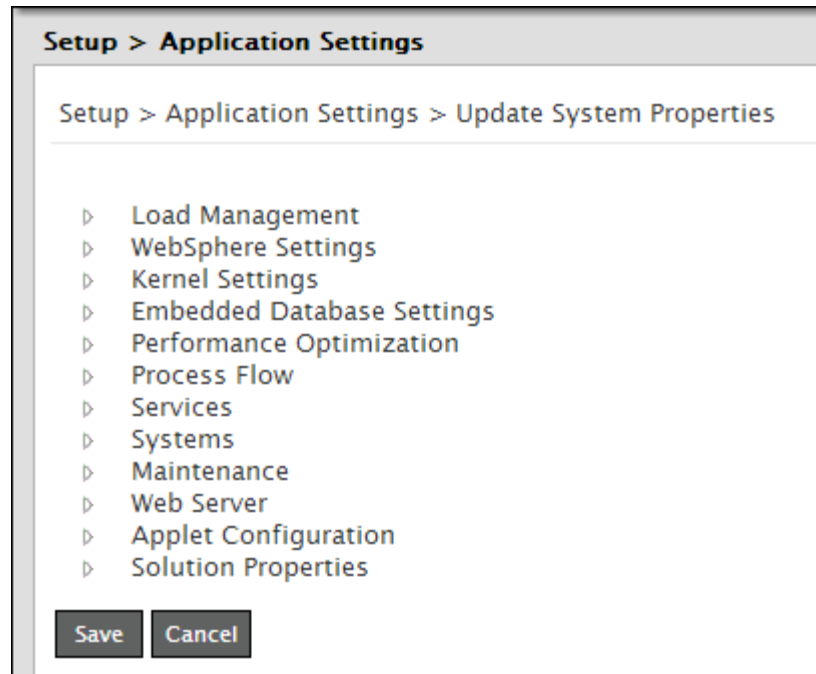 Setup > Application Settings
Setup > Application Settings > Update System Properties
Load Management
WebSphere Settings
Kernel Settings
Embedded Database Settings
Performance Optimization
Process Flow
Services
Systems
Maintenance
Web Server
Applet Configuration
Solution Properties
Save Cancel